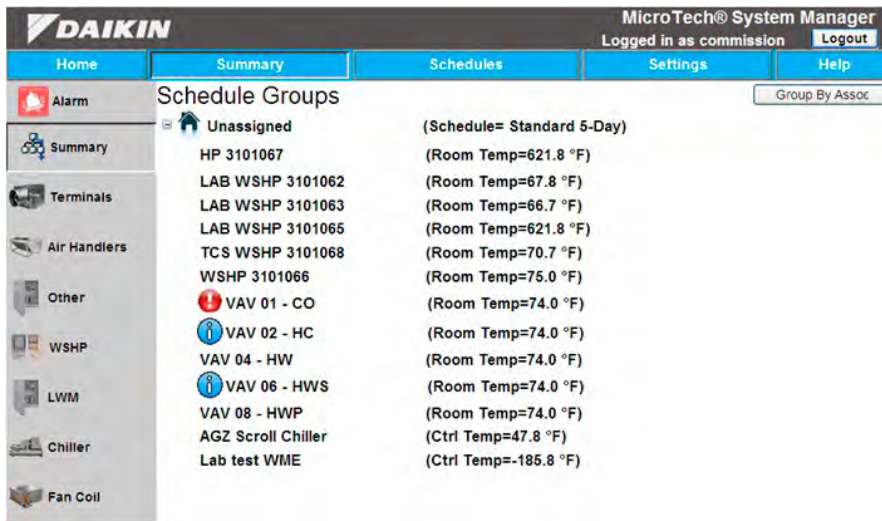 DAIKIN
MicroTech® System Manager
Logged in as commission Logout
Home Summary Schedules Settings Help
Alarm
Summary
Terminals
Air Handlers
Other
WSHP
LWM
Chiller
Fan Coil
Schedule Groups
Group By Assoc
Unassigned (Schedule= Standard 5-Day)
HP 3101067 (Room Temp=621.8 °F)
LAB WSHP 3101062 (Room Temp=67.8 °F)
LAB WSHP 3101063 (Room Temp=66.7 °F)
LAB WSHP 3101065 (Room Temp=621.8 °F)
TCS WSHP 3101068 (Room Temp=70.7 °F)
WSHP 3101066 (Room Temp=75.0 °F)
VAV 01 - CO (Room Temp=74.0 °F)
VAV 02 - HC (Room Temp=74.0 °F)
VAV 04 - HW (Room Temp=74.0 °F)
VAV 06 - HWS (Room Temp=74.0 °F)
VAV 08 - HWP (Room Temp=74.0 °F)
AGZ Scroll Chiller (Ctrl Temp=47.8 °F)
Lab test WME (Ctrl Temp=-185.8 °F)